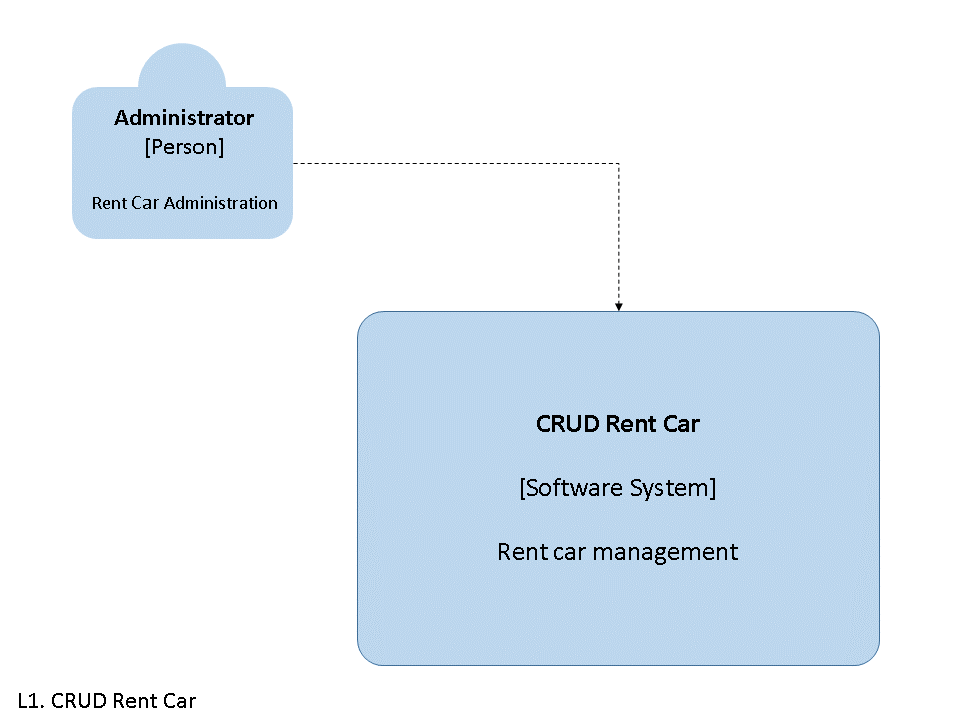 Administrator
[Person]
Rent Car Administration
CRUD Rent Car
[Software System]
Rent car management
L1. CRUD Rent Car